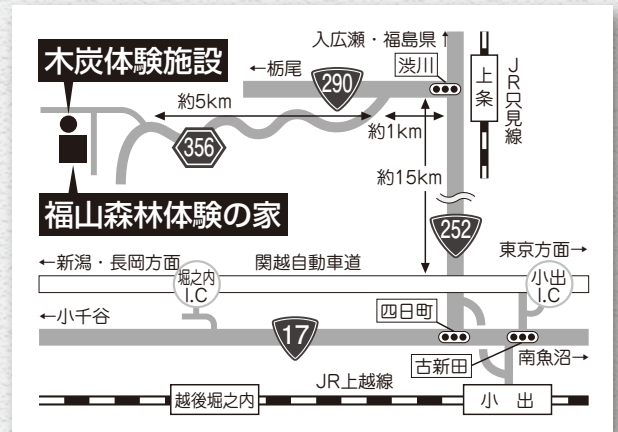 入広瀬・福島県↑
木炭体験施設
←栃尾
渋川
290
上条
JR只見線
約5km
約1km
356
約15km
福山森林体験の家
252
東京方面→
←新潟・長岡方面
関越自動車道
堀之内
I.C
小出
I.C
←小千谷
四日町
17
古新田
南魚沼→
JR上越線
越後堀之内
小出